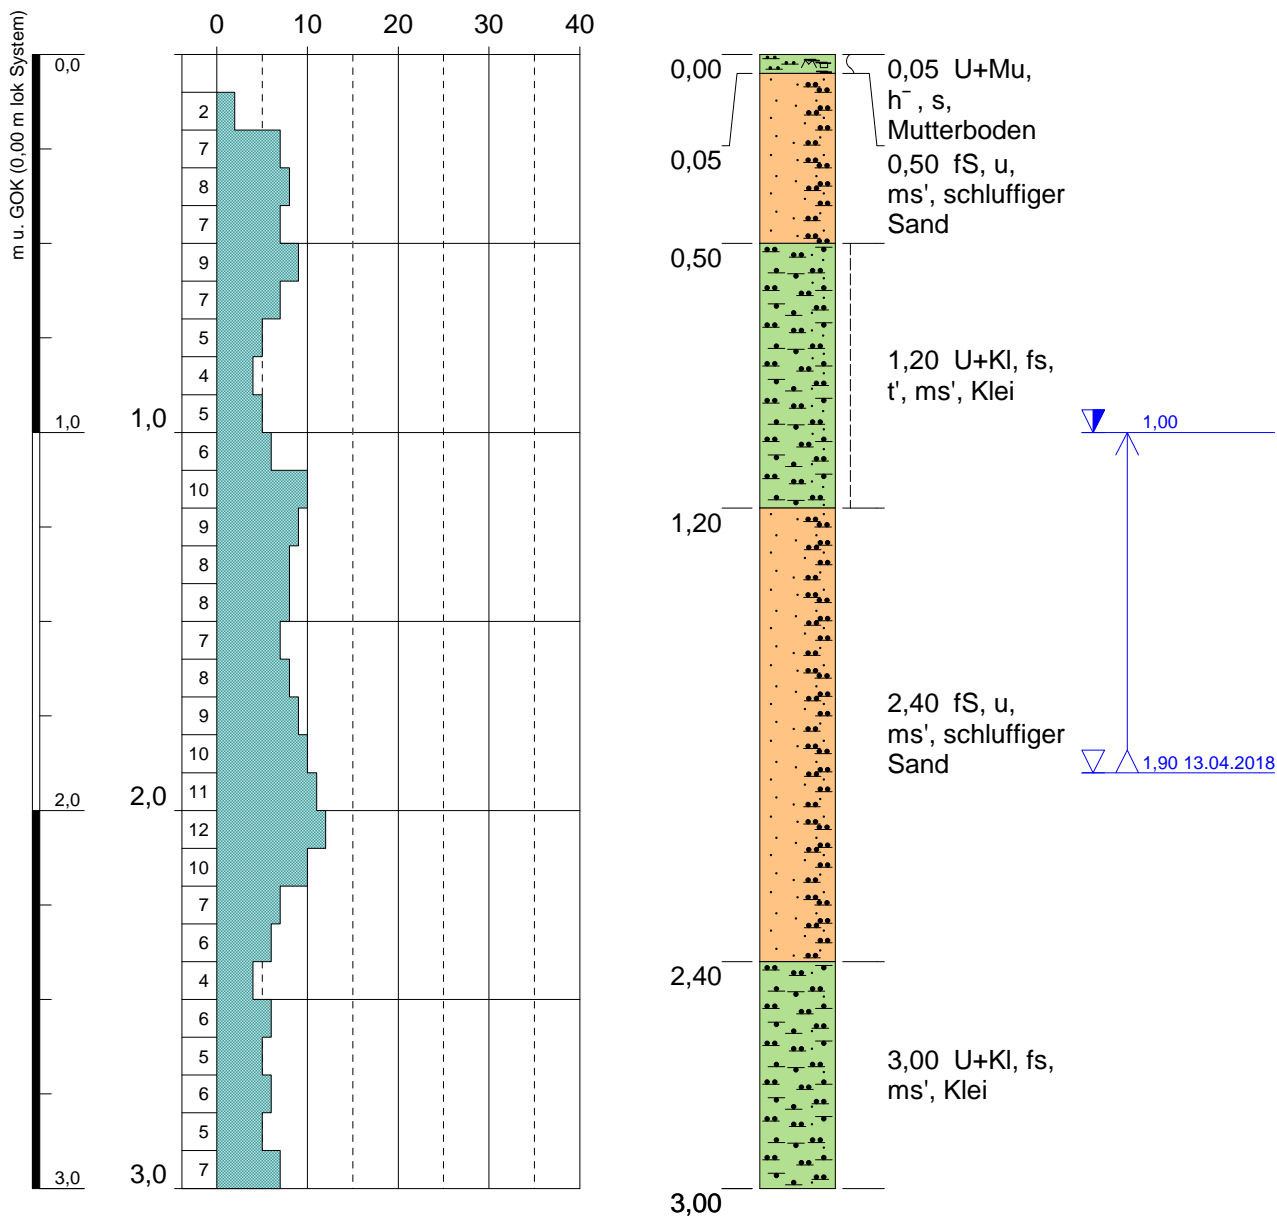 m u. GOK (0,00 m lok System)
0 10 20 30 40
0,0
1,0
2,0
3,0
2
7
8
7
9
7
5
4
5
6
10
9
8
8
7
8
9
10
11
12
10
7
6
4
6
5
6
5
7
1,0
2,0
3,0
0,00
0,05
0,50
1,20
2,40
3,00
0,05 U+Mu,
h‾, s,
Mutterboden
0,50 fS, u,
ms', schluffiger
Sand
1,20 U+Kl, fs,
t', ms', Klei
2,40 fS, u,
ms', schluffiger
Sand
3,00 U+Kl, fs,
ms', Klei
1,00
1,90 13.04.2018